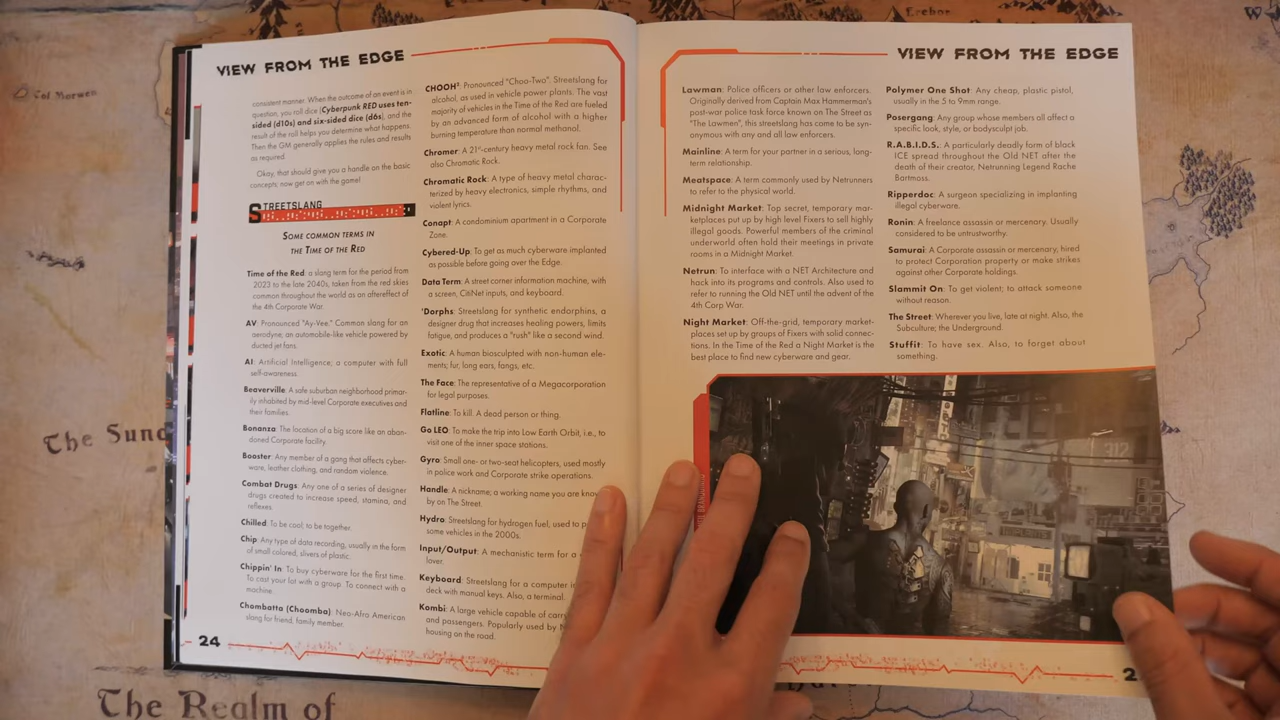 VIEW FROM THE EDGE
consistent manner. When the outcome of an event is in
question, you roll dice (Cyberpunk RED uses ten-
sided (d10s) and six-sided dice (d6s), and the
result of the roll helps you determine what happens.
Then the GM generally applies the rules and results
as required.
Okay, that should give you a handle on the basic
concepts; now get on with the game!
STREETSLANG
SOME COMMON TERMS IN
THE TIME OF THE RED
Time of the Red: a slang term for the period from
2023 to the late 2040s, taken from the red skies
common throughout the world as an aftereffect of
the 4th Corporate War.
AV: Pronounced "Ay-Vee." Common slang for an
aerodyne; an automobile-like vehicle powered by
ducted jet fans.
AI: Artificial Intelligence; a computer with full
self-awareness.
Beaverville: A safe suburban neighborhood primar-
ily inhabited by mid-level Corporate executives and
their families.
Bonanza: The location of a big score like an aban-
doned Corporate facility.
Booster: Any member of a gang that affects cyber-
ware, leather clothing, and random violence.
Combat Drugs: Any one of a series of designer
drugs created to increase speed, stamina, and
reflexes.
Chilled: To be cool; to be together.
Chip: Any type of data recording, usually in the form
of small colored, slivers of plastic.
Chippin' In: To buy cyberware for the first time.
To cast your lot with a group. To connect with a
machine.
Chombatta (Choomba): Neo-Afro American
slang for friend, family member.
24
CHOOH²: Pronounced "Choo-Two". Streetslang for
alcohol, as used in vehicle power plants. The vast
majority of vehicles in the Time of the Red are fueled
by an advanced form of alcohol with a higher
burning temperature than normal methanol.
Chromer: A 21st-century heavy metal rock fan. See
also Chromatic Rock.
Chromatic Rock: A type of heavy metal charac-
terized by heavy electronics, simple rhythms, and
violent lyrics.
Conapt: A condominium apartment in a Corporate
Zone.
Cybered-Up: To get as much cyberware implanted
as possible before going over the Edge.
Data Term: A street corner information machine, with
a screen, CitiNet inputs, and keyboard.
'Dorphs: Streetslang for synthetic endorphins, a
designer drug that increases healing powers, limits
fatigue, and produces a "rush" like a second wind.
Exotic: A human biosculpted with non-human ele-
ments; fur, long ears, fangs, etc.
The Face: The representative of a Megacorporation
for legal purposes.
Flatline: To kill. A dead person or thing.
Go LEO: To make the trip into Low Earth Orbit, i.e., to
visit one of the inner space stations.
Gyro: Small one- or two-seat helicopters, used mostly
in police work and Corporate strike operations.
Handle: A nickname; a working name you are know
by on The Street.
Hydro: Streetslang for hydrogen fuel, used to
some vehicles in the 2000s.
Input/Output: A mechanistic term for a
lover.
Keyboard: Streetslang for a computer
deck with manual keys. Also, a terminal.
Kombi: A large vehicle capable of
and passengers. Popularly used by
housing on the road.
VIEW FROM THE EDGE
Lawman: Police officers or other law enforcers.
Originally derived from Captain Max Hammerman's
post-war police task force known on The Street as
"The Lawmen", this streetslang has come to be syn-
onymous with any and all law enforcers.
Mainline: A term for your partner in a serious, long-
term relationship.
Meatspace: A term commonly used by Netrunners
to refer to the physical world.
Midnight Market: Top secret, temporary mar-
ketplaces put up by high level Fixers to sell highly
illegal goods. Powerful members of the criminal
underworld often hold their meetings in private
rooms in a Midnight Market.
Netrun: To interface with a NET Architecture and
hack into its programs and controls. Also used to
refer to running the Old NET until the advent of the
4th Corp War.
Night Market: Off-the-grid, temporary market-
places set up by groups of Fixers with solid connec-
tions. In the Time of the Red a Night Market is the
best place to find new cyberware and gear.
Polymer One Shot: Any cheap, plastic pistol,
usually in the 5 to 9mm range.
Posergang: Any group whose members all affect a
specific look, style, or bodysculpt job.
R.A.B.I.D.S.: A particularly deadly form of black
ICE spread throughout the Old NET after the
death of their creator, Netrunning Legend Rache
Bartmoss.
Ripperdoc: A surgeon specializing in implanting
illegal cyberware.
Ronin: A freelance assassin or mercenary. Usually
considered to be untrustworthy.
Samurai: A Corporate assassin or mercenary, hired
to protect Corporation property or make strikes
against other Corporate holdings.
Slammit On: To get violent; to attack someone
without reason.
The Street: Wherever you live, late at night. Also, the
Subculture; the Underground.
Stuffit: To have sex. Also, to forget about
something.
312
2
Col Morwen
Erebor
The Sund
The Realm of